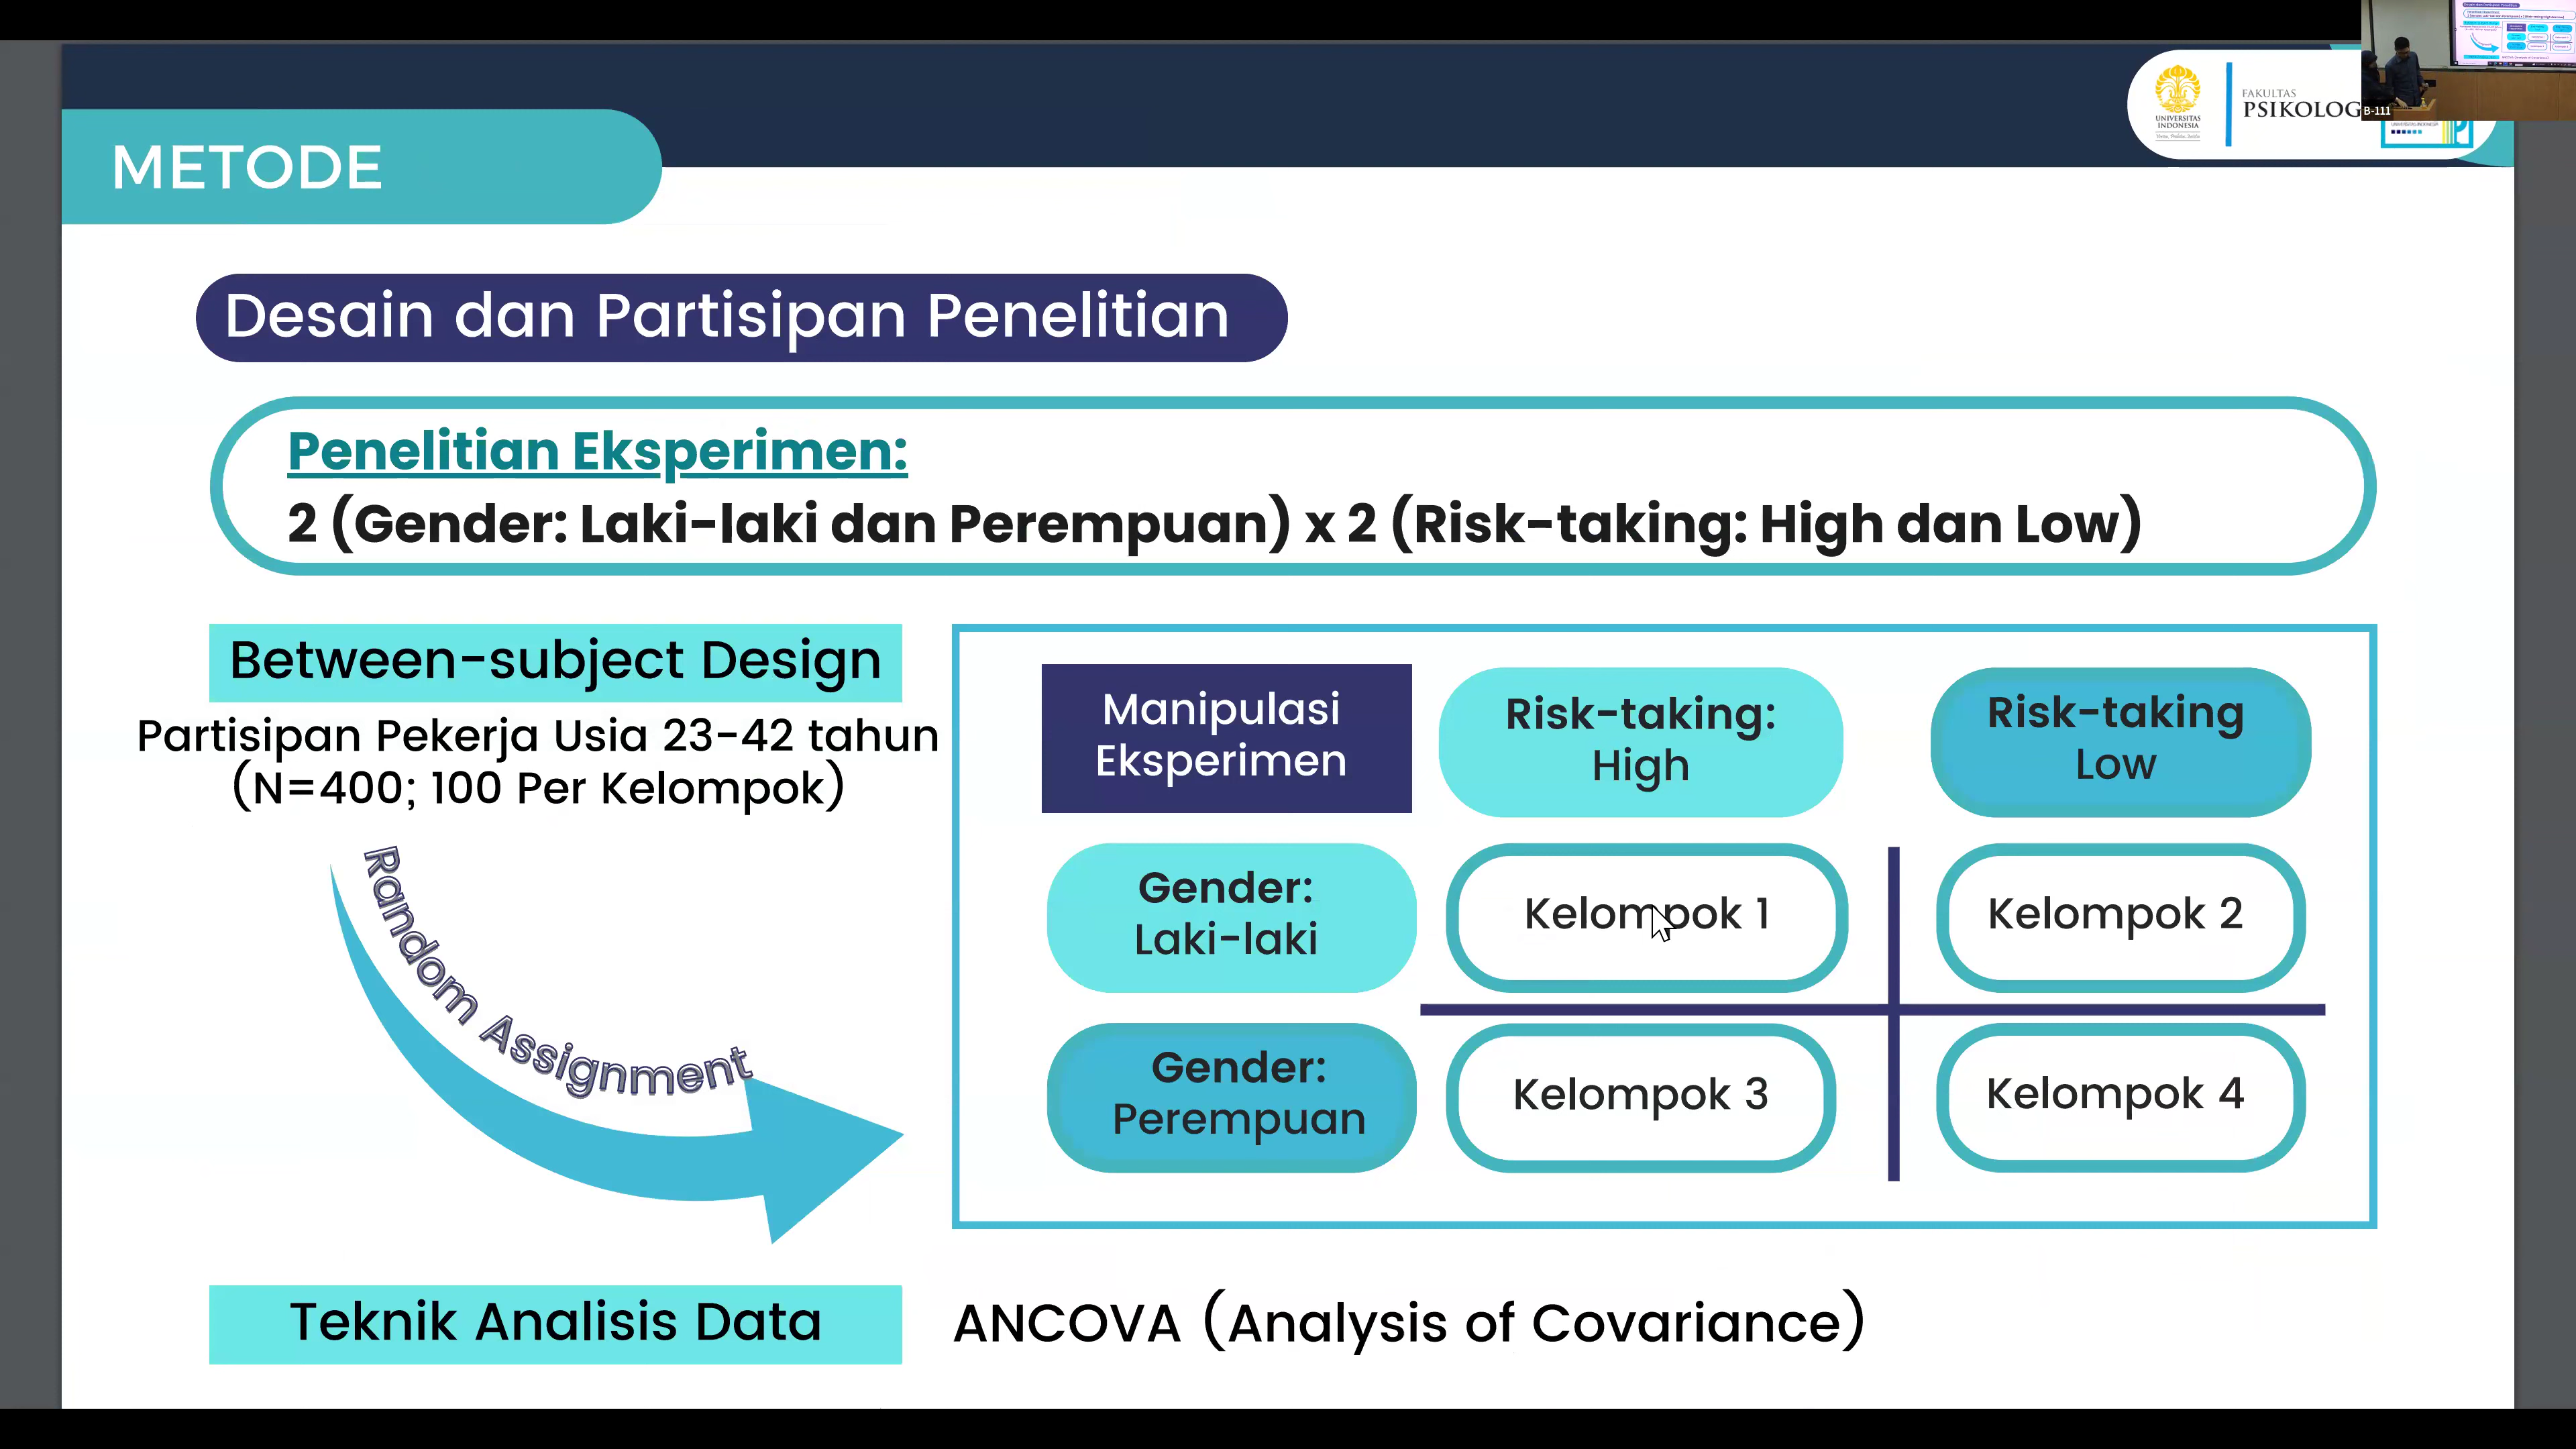 METODE
UNIVERSITAS
INDONESIA
FAKULTAS
PSIKOLOG
B-111
Desain dan Partisipan Penelitian
Penelitian Eksperimen:
2 (Gender: Laki-laki dan Perempuan) x 2 (Risk-taking: High dan Low)
Between-subject Design
Partisipan Pekerja Usia 23-42 tahun
(N=400; 100 Per Kelompok)
Random Assignment
Manipulasi
Eksperimen
Risk-taking:
High
Risk-taking
Low
Gender:
Laki-laki
Kelompok 1
Kelompok 2
Gender:
Perempuan
Kelompok 3
Kelompok 4
Teknik Analisis Data
ANCOVA (Analysis of Covariance)